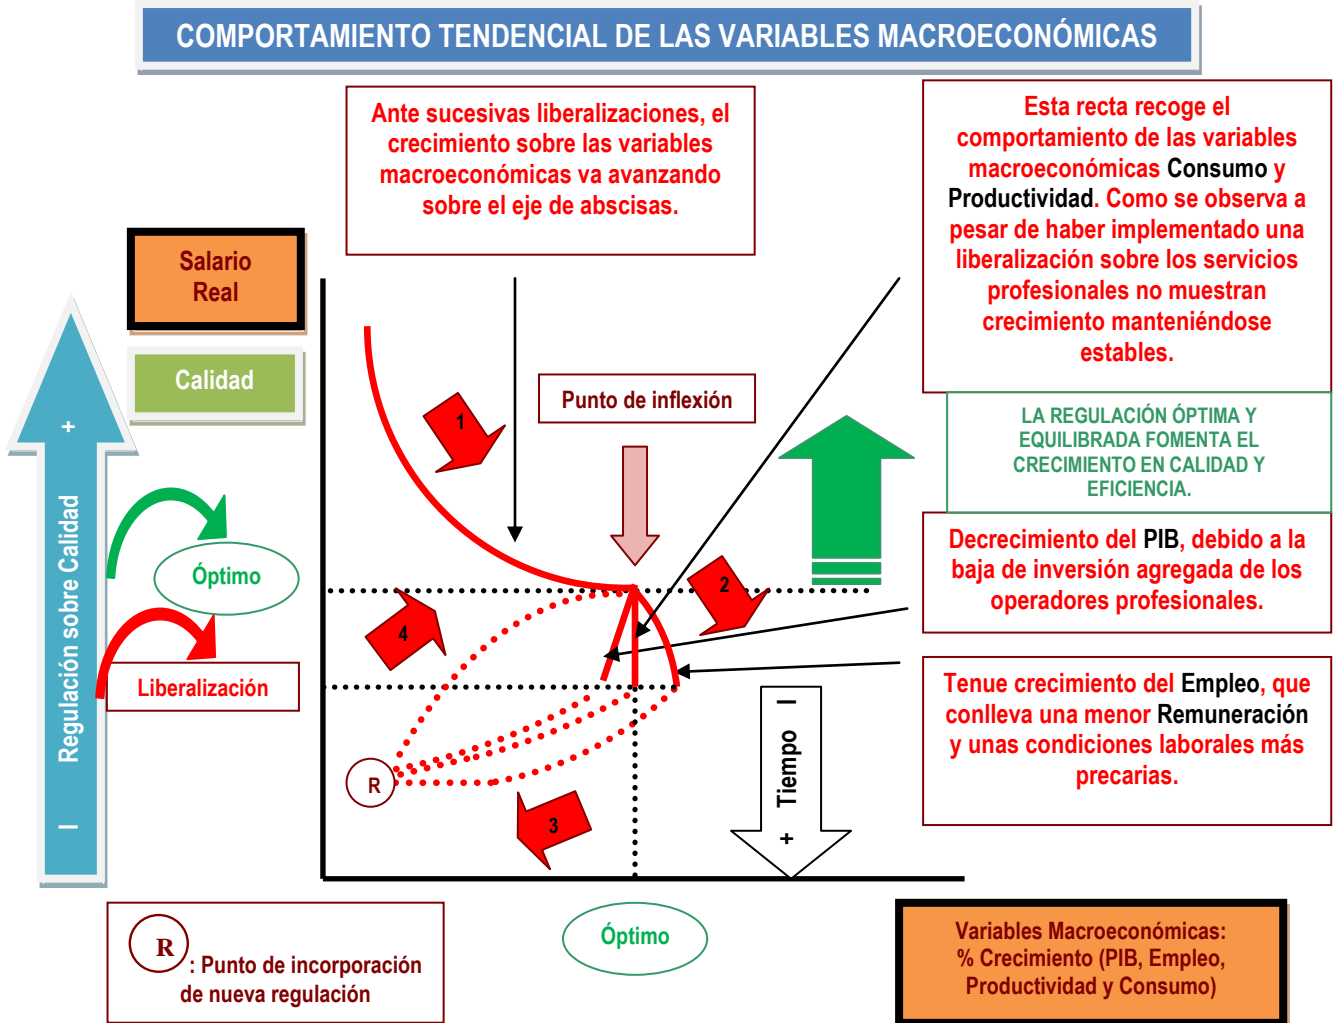 COMPORTAMIENTO TENDENCIAL DE LAS VARIABLES MACROECONÓMICAS
Ante sucesivas liberalizaciones, el
crecimiento sobre las variables
macroeconómicas va avanzando
sobre el eje de abscisas.
Esta recta recoge el
comportamiento de las variables
macroeconómicas Consumo y
Productividad. Como se observa a
pesar de haber implementado una
liberalización sobre los servicios
profesionales no muestran
crecimiento manteniéndose
estables.
Salario
Real
Calidad
Punto de inflexión
LA REGULACIÓN ÓPTIMA Y
EQUILIBRADA FOMENTA EL
CRECIMIENTO EN CALIDAD Y
EFICIENCIA.
Decrecimiento del PIB, debido a la
baja de inversión agregada de los
operadores profesionales.
Tenue crecimiento del Empleo, que
conlleva una menor Remuneración
y unas condiciones laborales más
precarias.
I Regulación sobre Calidad +
Óptimo
Liberalización
1
2
4
3
R
+ Tiempo I
R
: Punto de incorporación
de nueva regulación
Óptimo
Variables Macroeconómicas:
% Crecimiento (PIB, Empleo,
Productividad y Consumo)